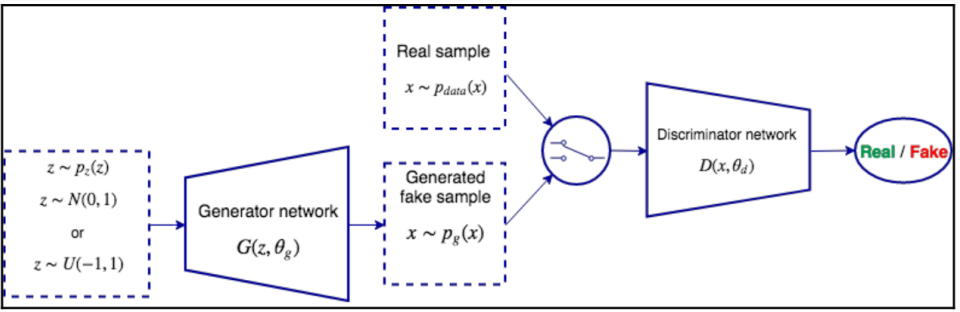 z ∼ p_z(z)
z ∼ N(0, 1)
or
z ∼ U(−1, 1)
Generator network
G(z, θ_g)
Real sample
x ∼ p_data(x)
Generated
fake sample
x ∼ p_g(x)
Discriminator network
D(x, θ_d)
Real / Fake